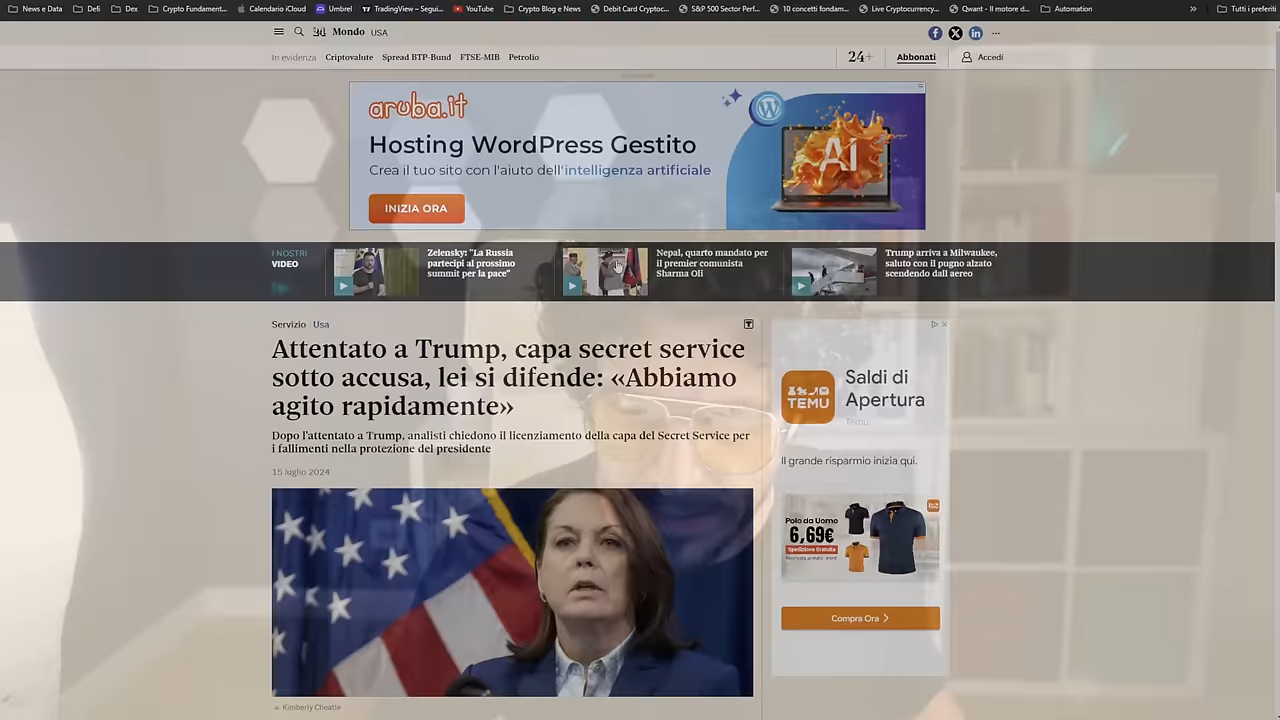 News e Data
Defi
Dex
Crypto Fundament...
Calendario iCloud
Umbrel
TradingView – Segui...
YouTube
Crypto Blog e News
Debit Card Cryptoc...
S&P 500 Sector Perf...
10 concetti fondam...
Live Cryptocurrency...
Qwant - Il motore d...
Automation
»
Tutti i preferiti
24 Mondo USA
In evidenza Criptovalute Spread BTP-Bund FTSE-MIB Petrolio
24+ Abbonati Accedi
aruba.it
Hosting WordPress Gestito
Crea il tuo sito con l'aiuto dell'intelligenza artificiale
INIZIA ORA
AI
I NOSTRI
VIDEO
Zelensky: "La Russia
partecipi al prossimo
summit per la pace"
Nepal, quarto mandato per
il premier comunista
Sharma Oli
Trump arriva a Milwaukee,
saluto con il pugno alzato
scendendo dall aereo
Servizio Usa
Attentato a Trump, capa secret service
sotto accusa, lei si difende: «Abbiamo
agito rapidamente»
Dopo l'attentato a Trump, analisti chiedono il licenziamento della capa del Secret Service per
i fallimenti nella protezione del presidente
15 luglio 2024
Kimberly Cheatle
TEMU
Saldi di
Apertura
Temu
Il grande risparmio inizia qui.
Polo da Uomo
6,69€
Spedizione Gratuita
Compra Ora